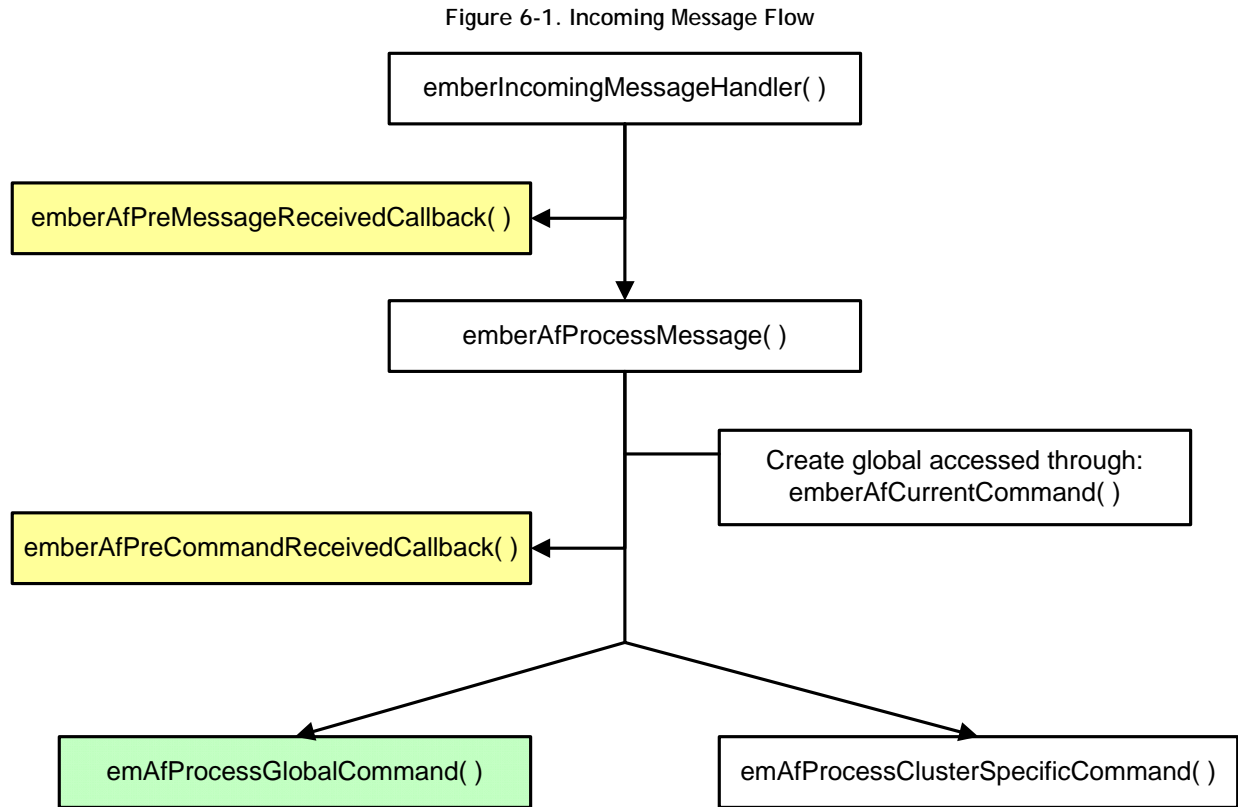 Figure 6-1. Incoming Message Flow
emberIncomingMessageHandler( )
emberAfPreMessageReceivedCallback( )
emberAfProcessMessage( )
Create global accessed through:
emberAfCurrentCommand( )
emberAfPreCommandReceivedCallback( )
emAfProcessGlobalCommand( )
emAfProcessClusterSpecificCommand( )